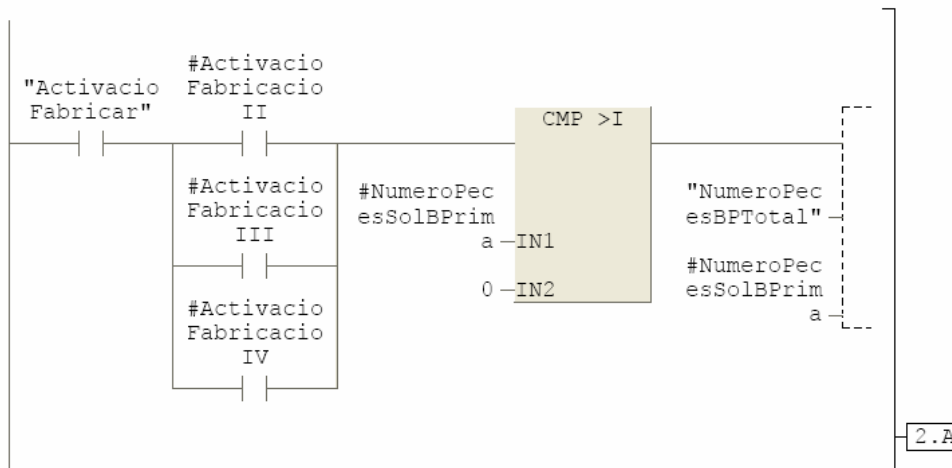 "Activacio
Fabricar"
#Activacio
Fabricacio
II
#Activacio
Fabricacio
III
#Activacio
Fabricacio
IV
CMP >I
#NumeroPec
esSolBPrim
a
IN1
0
IN2
"NumeroPec
esBPTotal"
#NumeroPec
esSolBPrim
a
2.A